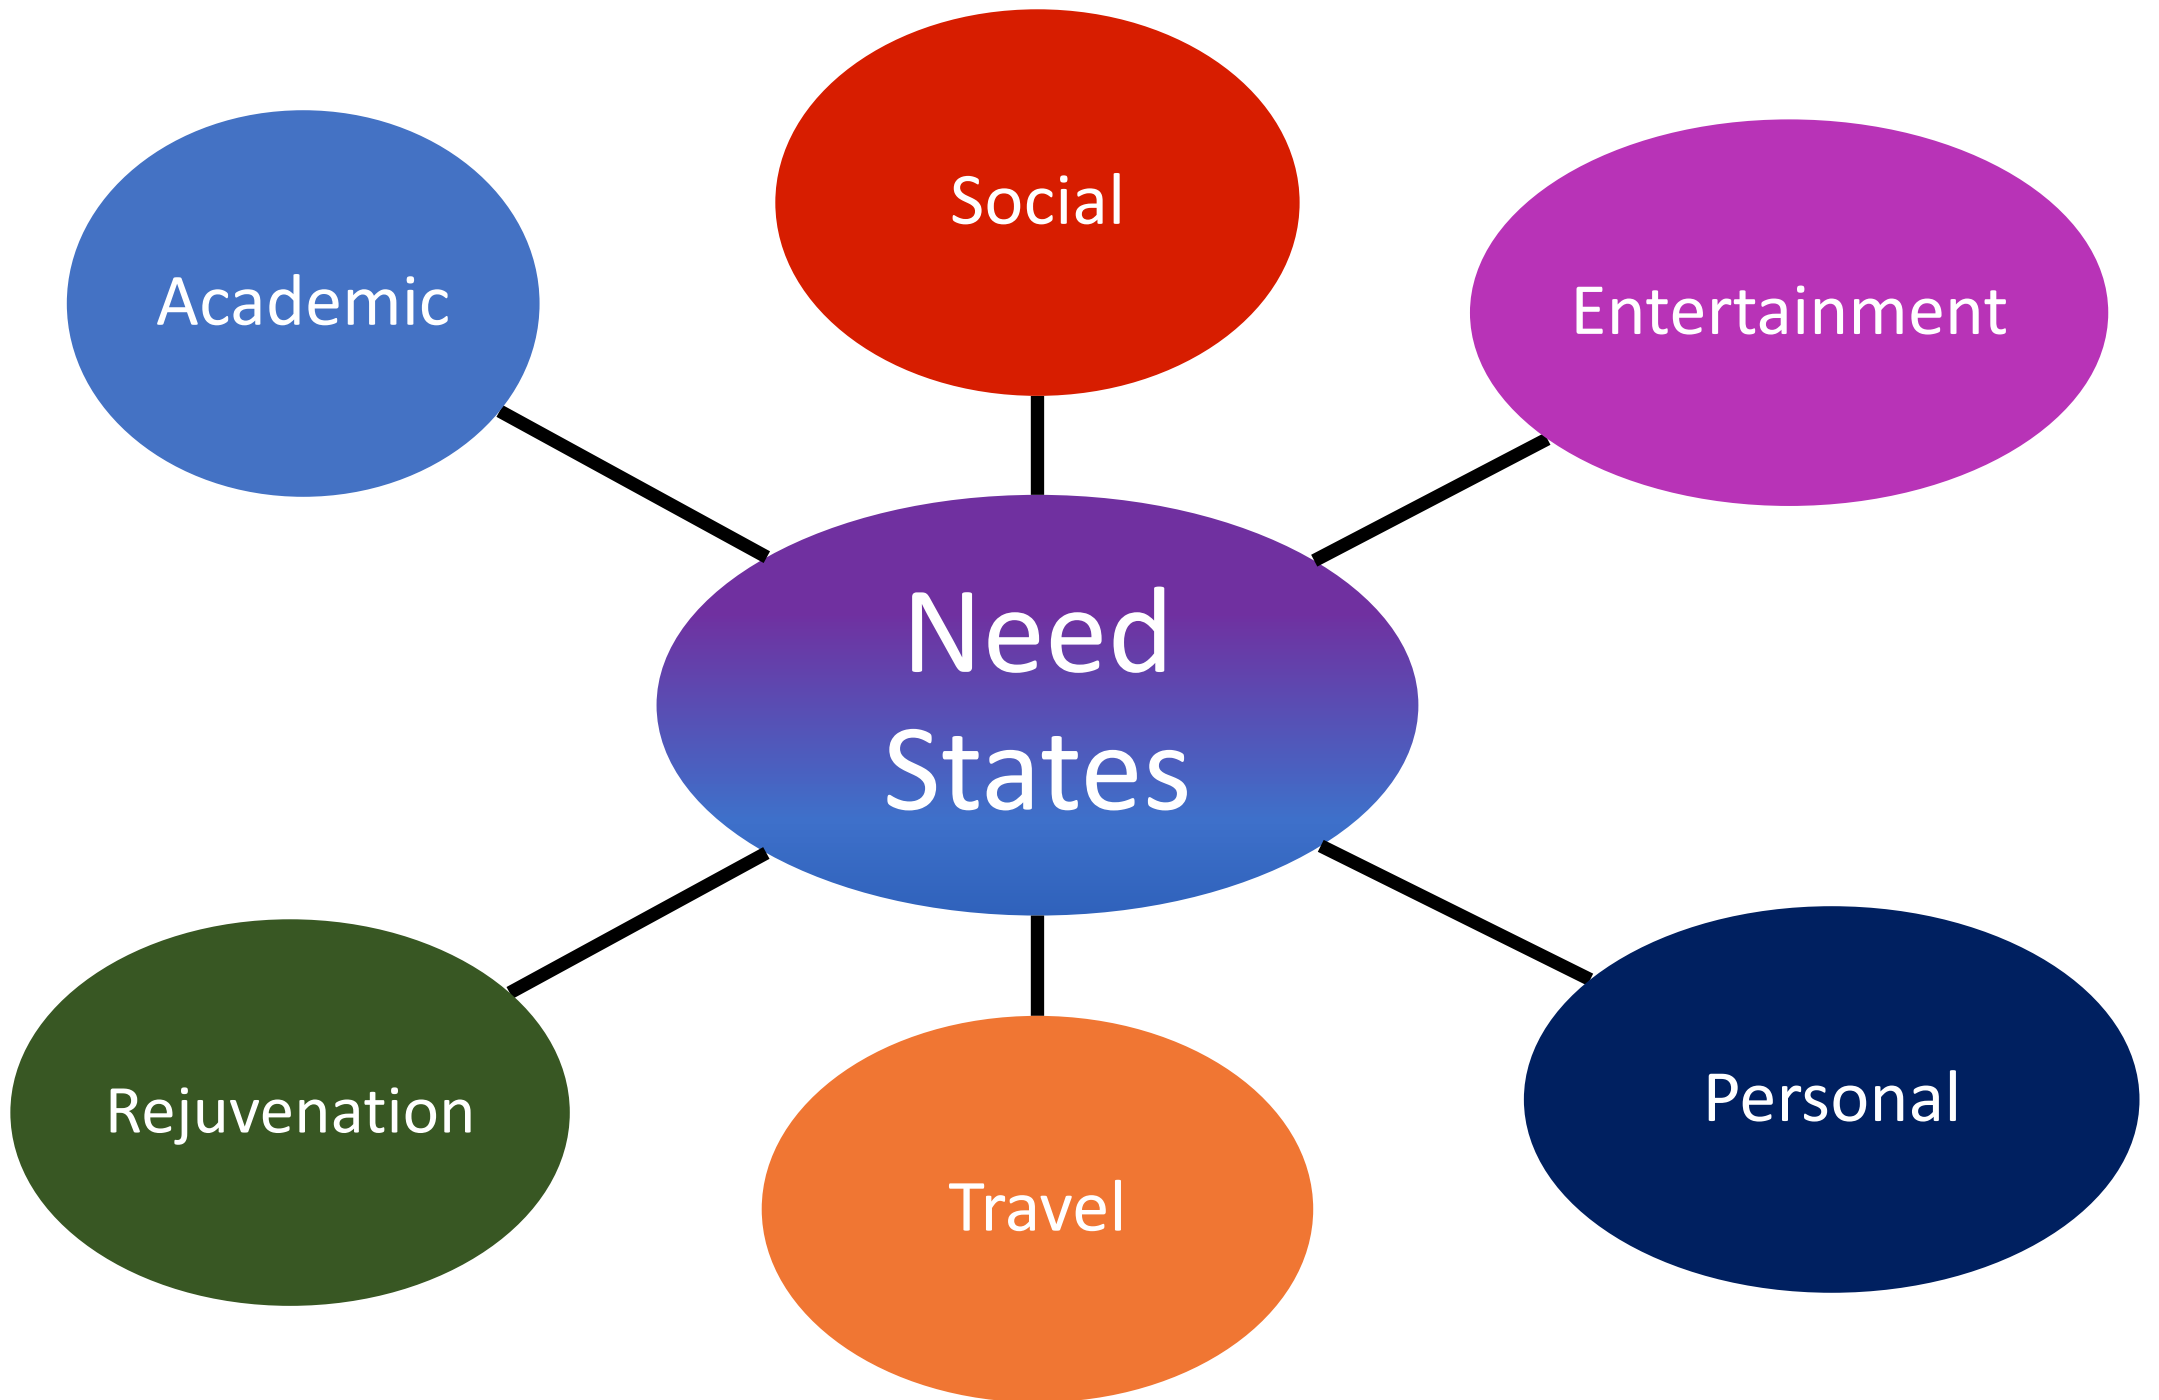 Social
Academic
Entertainment
Need
States
Rejuvenation
Personal
Travel